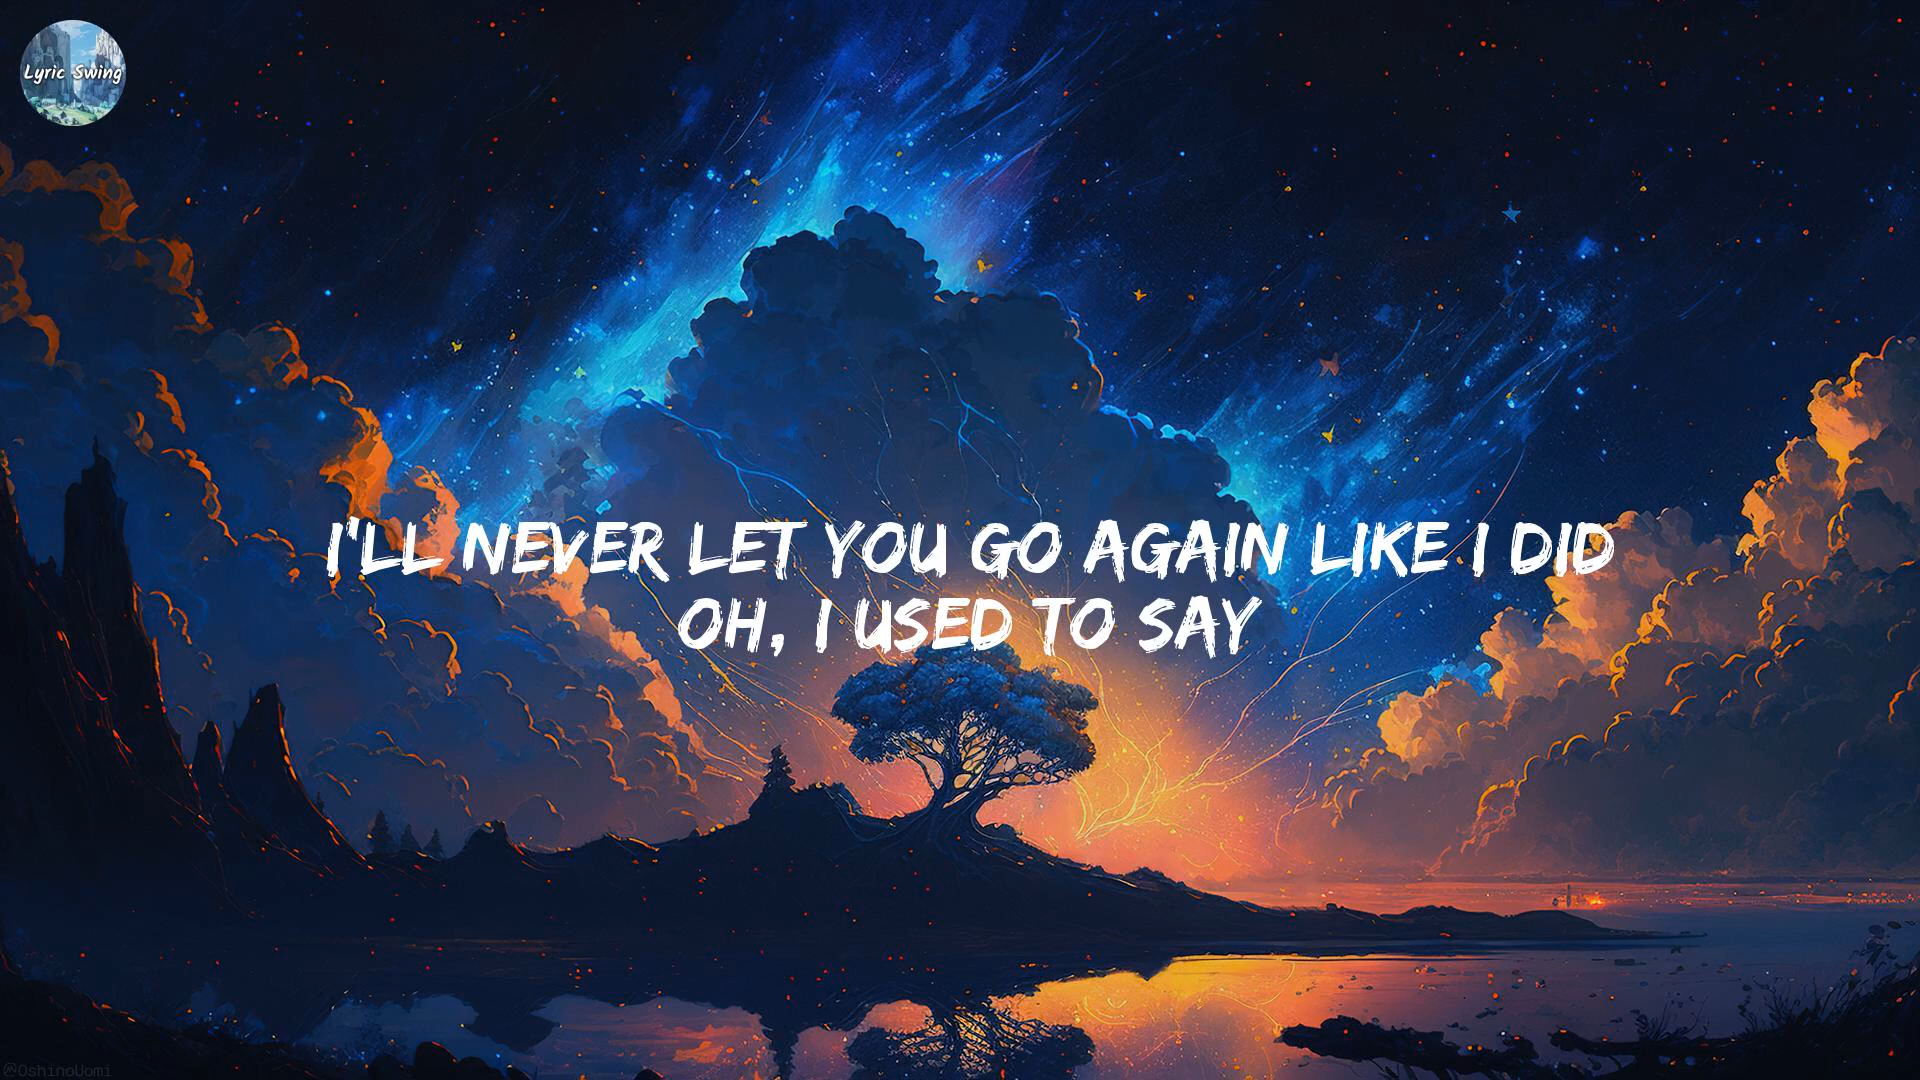 Lyric Swing
I'LL NEVER LET YOU GO AGAIN LIKE I DID
OH, I USED TO SAY
@OshinoUomi